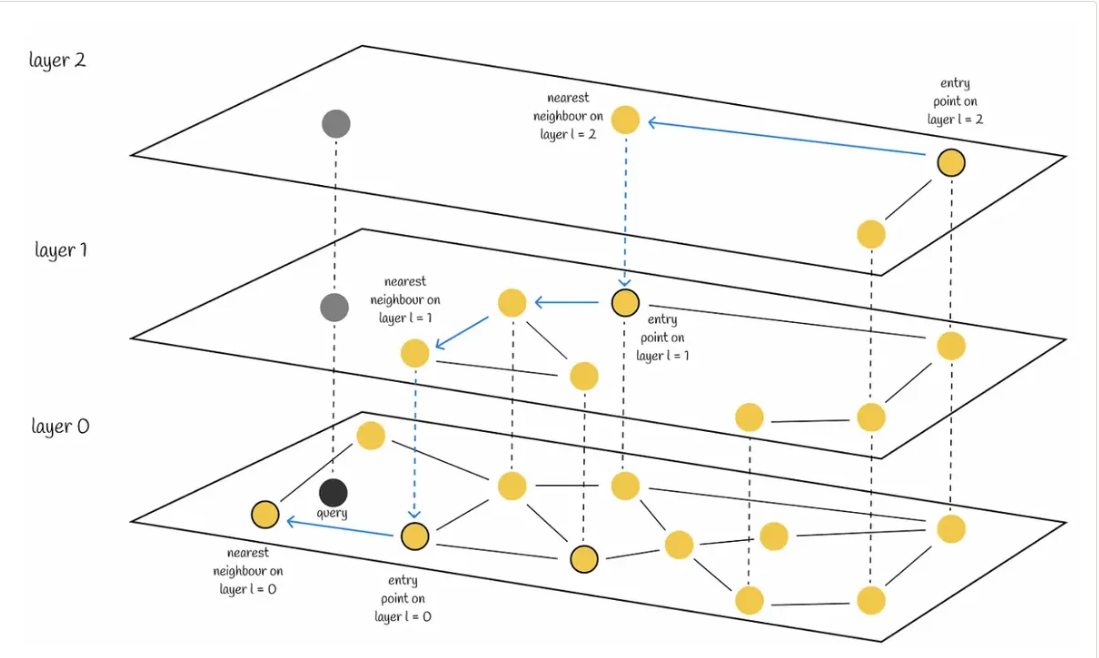 layer 2
nearest
neighbour on
layer l = 2
entry
point on
layer l = 2
layer 1
nearest
neighbour on
layer l = 1
entry
point on
layer l = 1
layer 0
query
nearest
neighbour on
layer l = 0
entry
point on
layer l = 0